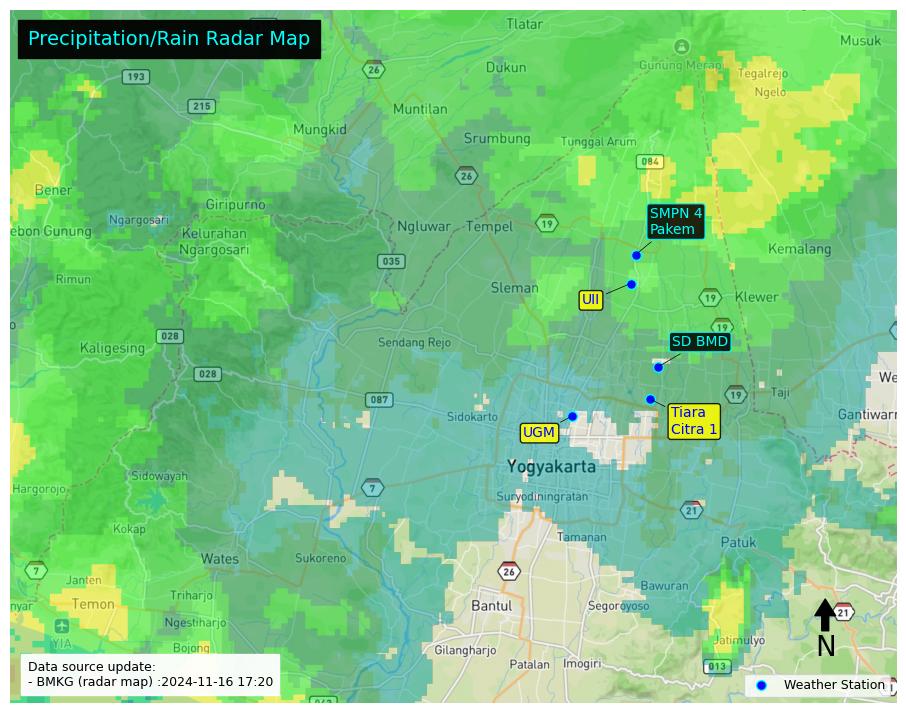 Precipitation/Rain Radar Map
Tlatar
Musuk
193
26
Gunung Merapi
Tegalrejo
Dukun
Ngelo
215
Muntilan
Mungkid
Srumbung
Tunggal Arum
084
26
Bener
Giripurno
SMPN 4
Pakem
Ngargosari
ebon Gunung
Kelurahan
Ngargosari
Ngluwar
Tempel
19
Kemalang
035
Rimun
Sleman
UII
19
Klewer
028
19
Kaligesing
Sendang Rejo
SD BMD
028
We
087
19
Taji
Sidokarto
UGM
Tiara
Citra 1
Gantiwarn
Yogyakarta
Sidowayah
7
Hargorojo
Suryodiningratan
21
Kokap
Tamanan
Patuk
Wates
Sukoreno
7
26
Janten
Bawuran
nyar
Temon
Triharjo
Bantul
Segoroyoso
21
Ngestiharjo
YIA
Jatimulyo
N
Bojong
Gilangharjo
Patalan
Imogiri
013
Data source update:
- BMKG (radar map) :2024-11-16 17:20
Weather Station